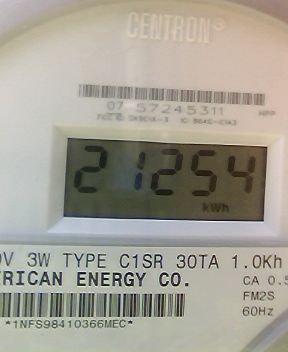 CENTRON®
07 57245311
21254
kWh
V 3W TYPE C1SR 30TA 1.0Kh
RICAN ENERGY CO.
CA 0.5
FM2S
60Hz
*1NFS98410366MEC*